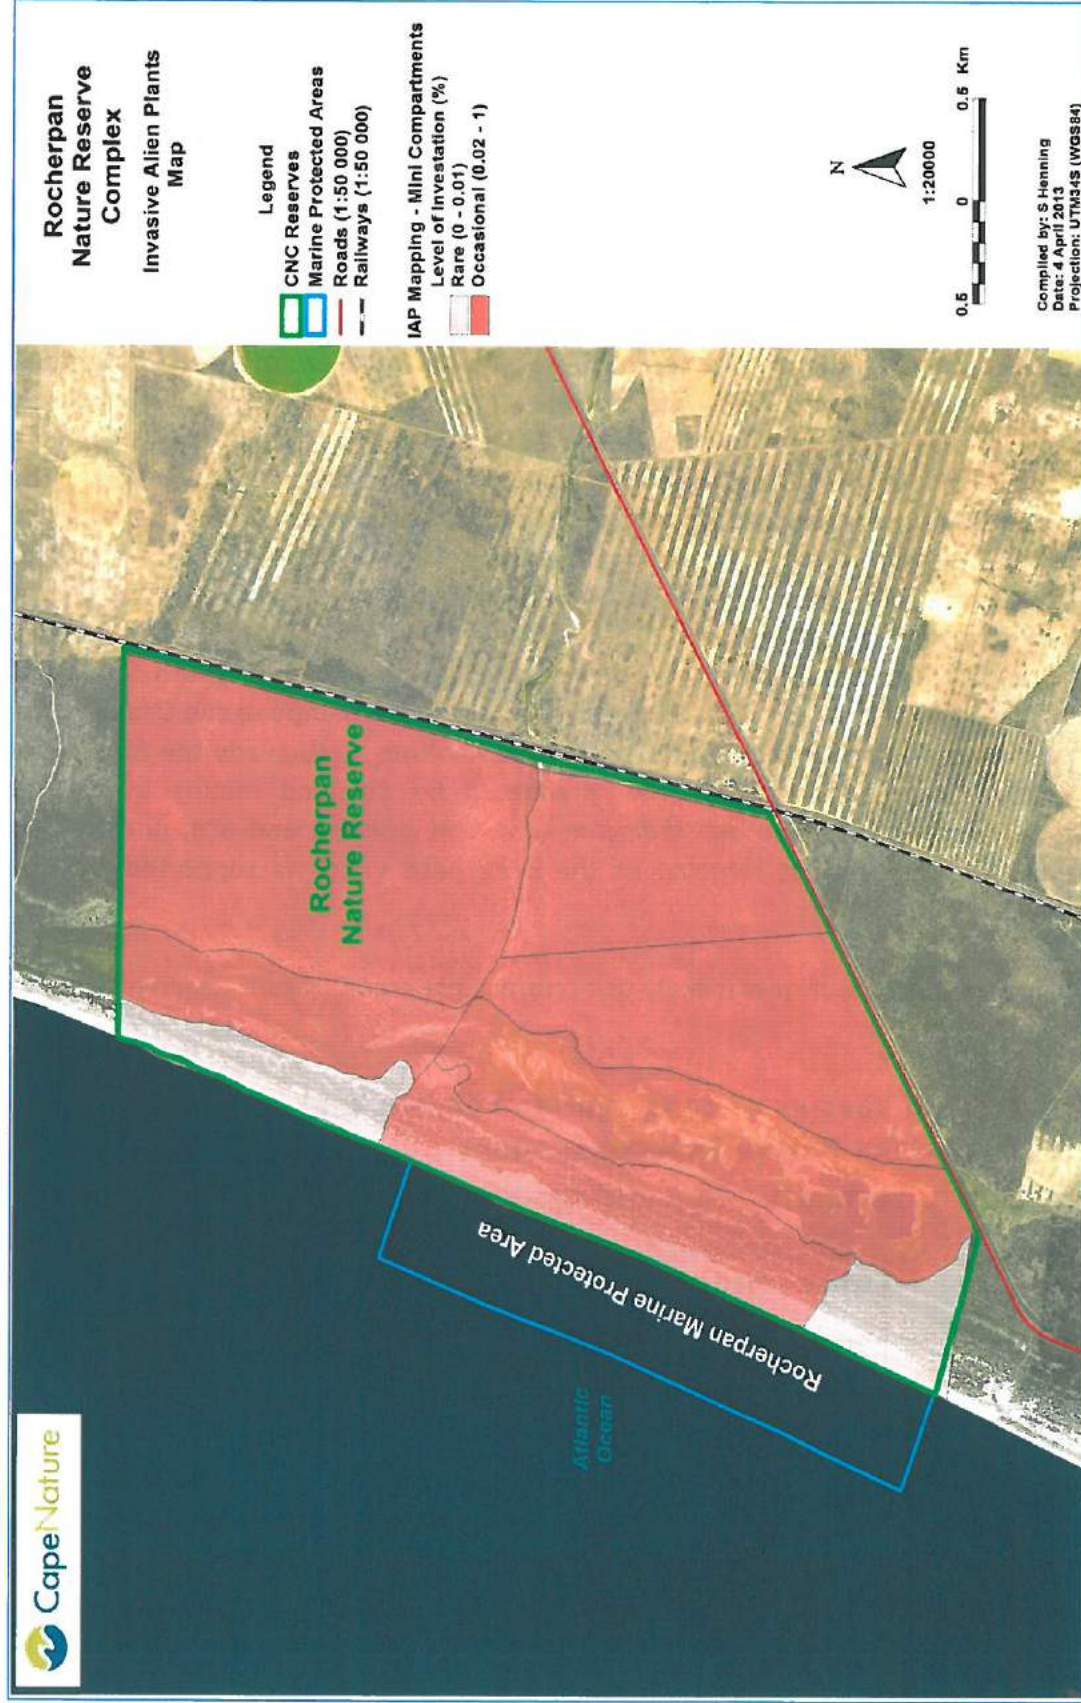 CapeNature
Rocherpan
Nature Reserve
Complex
Invasive Alien Plants
Map
Legend
CNC Reserves
Marine Protected Areas
Roads (1:50 000)
Railways (1:50 000)
IAP Mapping - Mini Compartments
Level of Investation (%)
Rare (0 - 0.01)
Occasional (0.02 - 1)
N
1:20000
0.5 0 0.5 Km
Compiled by: S Henning
Date: 4 April 2013
Projection: UTM34S (WGS84)
Rocherpan
Nature Reserve
Rocherpan Marine Protected Area
Atlantic
Ocean